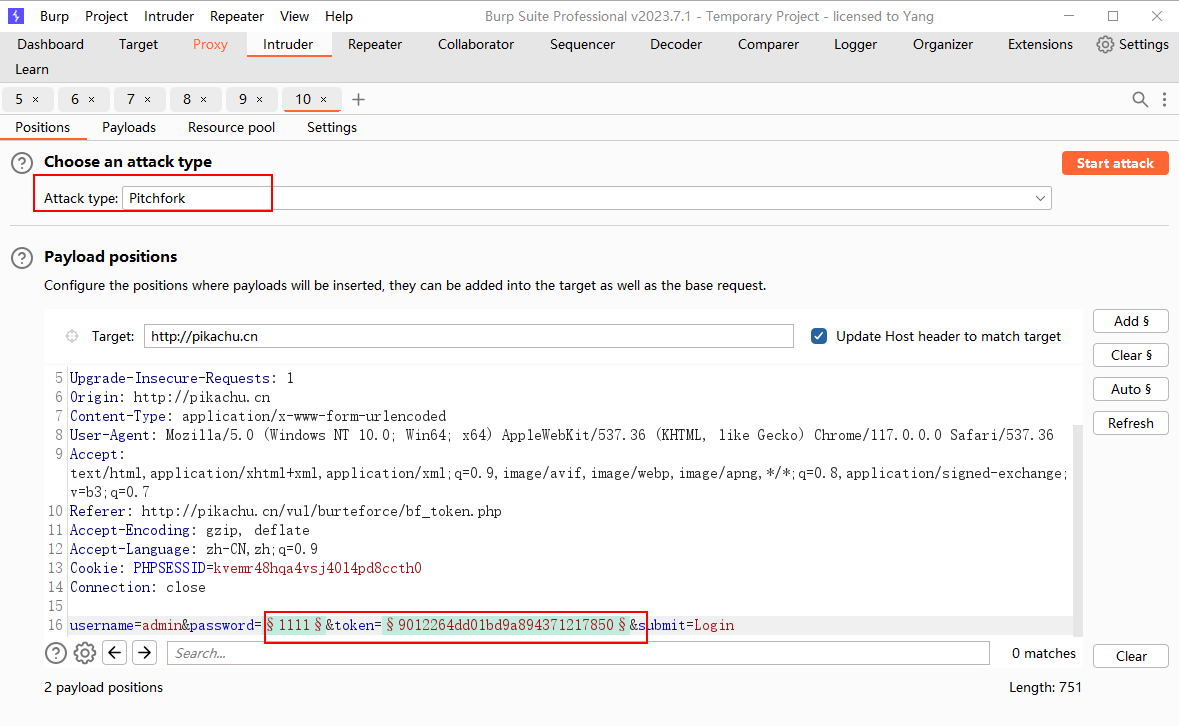 Burp Project Intruder Repeater View Help Burp Suite Professional v2023.7.1 - Temporary Project - licensed to Yang
Dashboard Target Proxy Intruder Repeater Collaborator Sequencer Decoder Comparer Logger Organizer Extensions Settings
Learn
5 × 6 × 7 × 8 × 9 × 10 × +
Positions Payloads Resource pool Settings
? Choose an attack type Start attack
Attack type: Pitchfork
? Payload positions
Configure the positions where payloads will be inserted, they can be added into the target as well as the base request.
Target: http://pikachu.cn Update Host header to match target
Add §
Clear §
Auto §
Refresh
5 Upgrade-Insecure-Requests: 1
6 Origin: http://pikachu.cn
7 Content-Type: application/x-www-form-urlencoded
8 User-Agent: Mozilla/5.0 (Windows NT 10.0; Win64; x64) AppleWebKit/537.36 (KHTML, like Gecko) Chrome/117.0.0.0 Safari/537.36
9 Accept:
text/html,application/xhtml+xml,application/xml;q=0.9,image/avif,image/webp,image/apng,*/*;q=0.8,application/signed-exchange;
v=b3;q=0.7
10 Referer: http://pikachu.cn/vul/burteforce/bf_token.php
11 Accept-Encoding: gzip, deflate
12 Accept-Language: zh-CN,zh;q=0.9
13 Cookie: PHPSESSID=kvemr48hqa4vsj40l4pd8ccth0
14 Connection: close
15
16 username=admin&password=§1111§&token=§9012264dd01bd9a894371217850§&submit=Login
? Search... 0 matches Clear
2 payload positions Length: 751